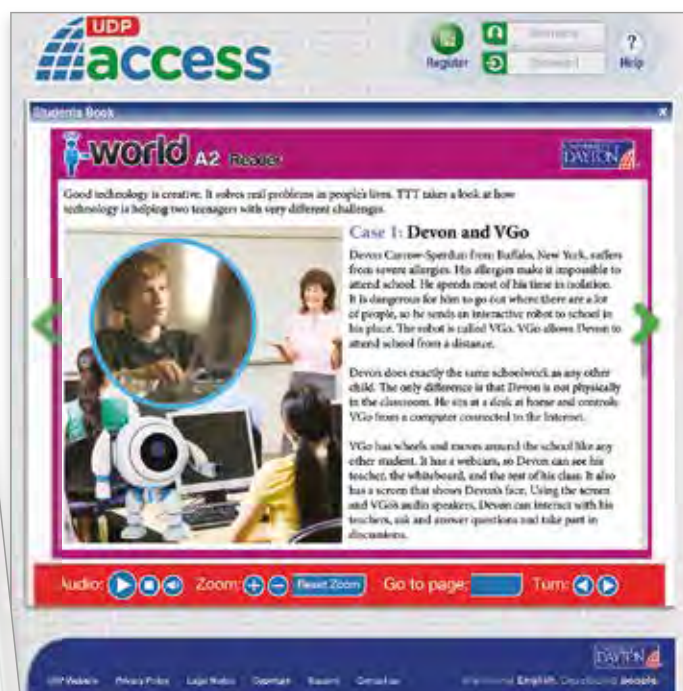 UDP
access
Register
?
Help
Students Book
x
i-world A2 Reader
UNIVERSITY
DAYTON
Good technology is creative. It solves real problems in people's lives. TTT takes a look at how
technology is helping two teenagers with very different challenges.
Case 1: Devon and VGo
Devon Carrow-Sperduti from Buffalo, New York, suffers
from severe allergies. His allergies make it impossible to
attend school. He spends most of his time in isolation.
It is dangerous for him to go out where there are a lot
of people, so he sends an interactive robot to school in
his place. The robot is called VGo. VGo allows Devon to
attend school from a distance.
Devon does exactly the same schoolwork as any other
child. The only difference is that Devon is not physically
in the classroom. He sits at a desk at home and controls
VGo from a computer connected to the Internet.
VGo has wheels and moves around the school like any
other student. It has a webcam, so Devon can see his
teacher, the whiteboard, and the rest of his class. It also
has a screen that shows Devon's face. Using the screen
and VGo's audio speakers, Devon can interact with his
teachers, ask and answer questions and take part in
discussions.
Audio: Zoom: + − Reset Zoom Go to page: Turn:
DAYTON
UDP Website Privacy Policy Legal Notice Copyright Support Contact us
English. people.